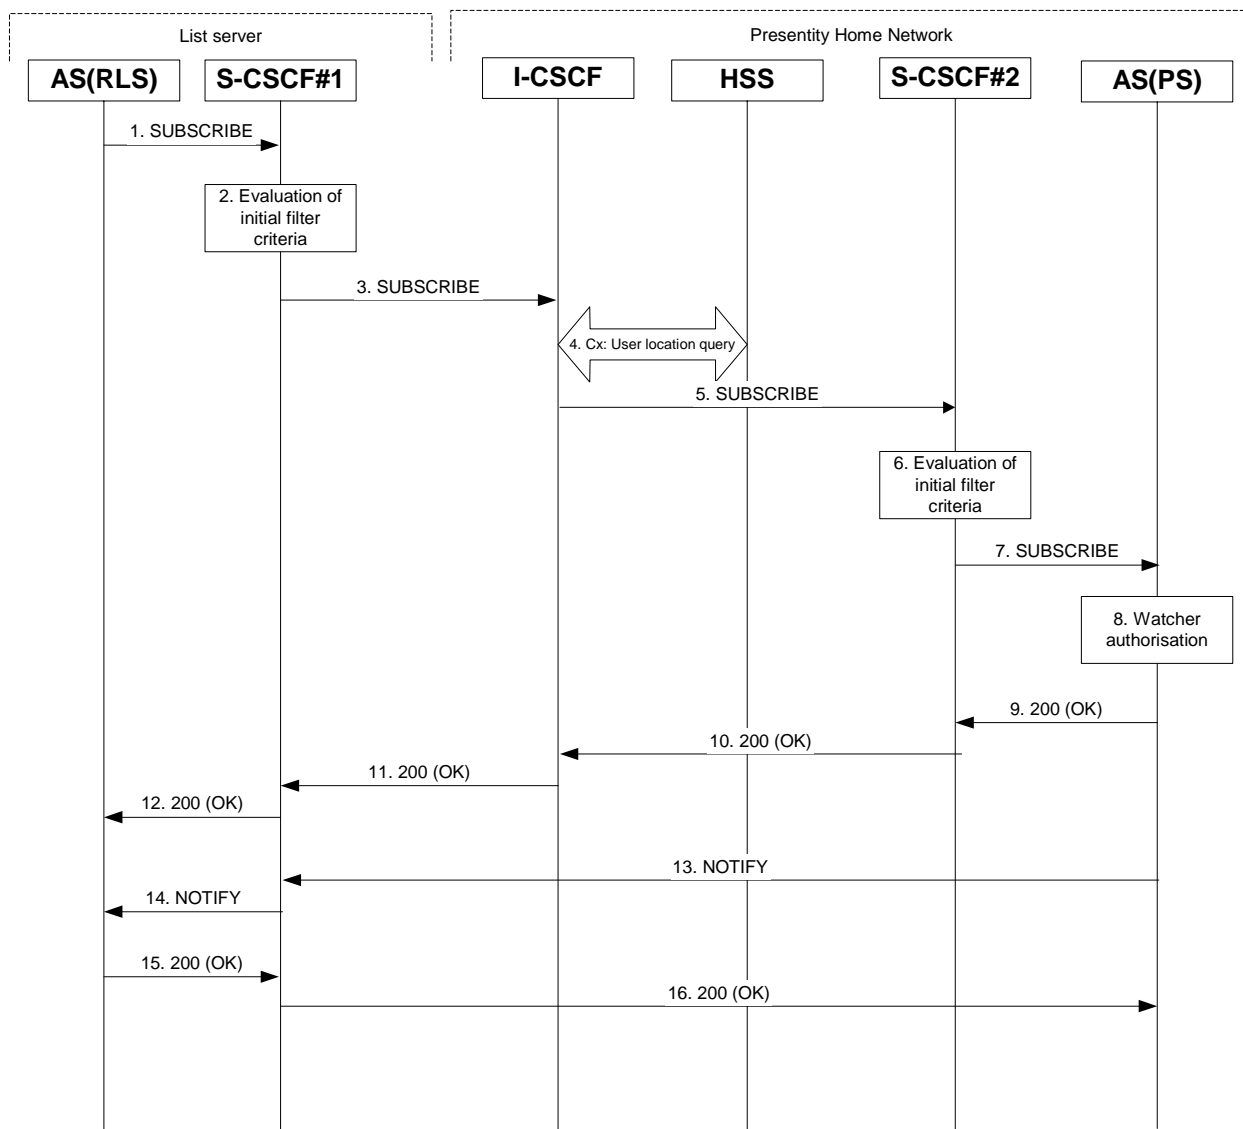 List server
Presentity Home Network
AS(RLS)
S-CSCF#1
I-CSCF
HSS
S-CSCF#2
AS(PS)
1. SUBSCRIBE
2. Evaluation of
initial filter
criteria
3. SUBSCRIBE
4. Cx: User location query
5. SUBSCRIBE
6. Evaluation of
initial filter
criteria
7. SUBSCRIBE
8. Watcher
authorisation
9. 200 (OK)
10. 200 (OK)
11. 200 (OK)
12. 200 (OK)
13. NOTIFY
14. NOTIFY
15. 200 (OK)
16. 200 (OK)